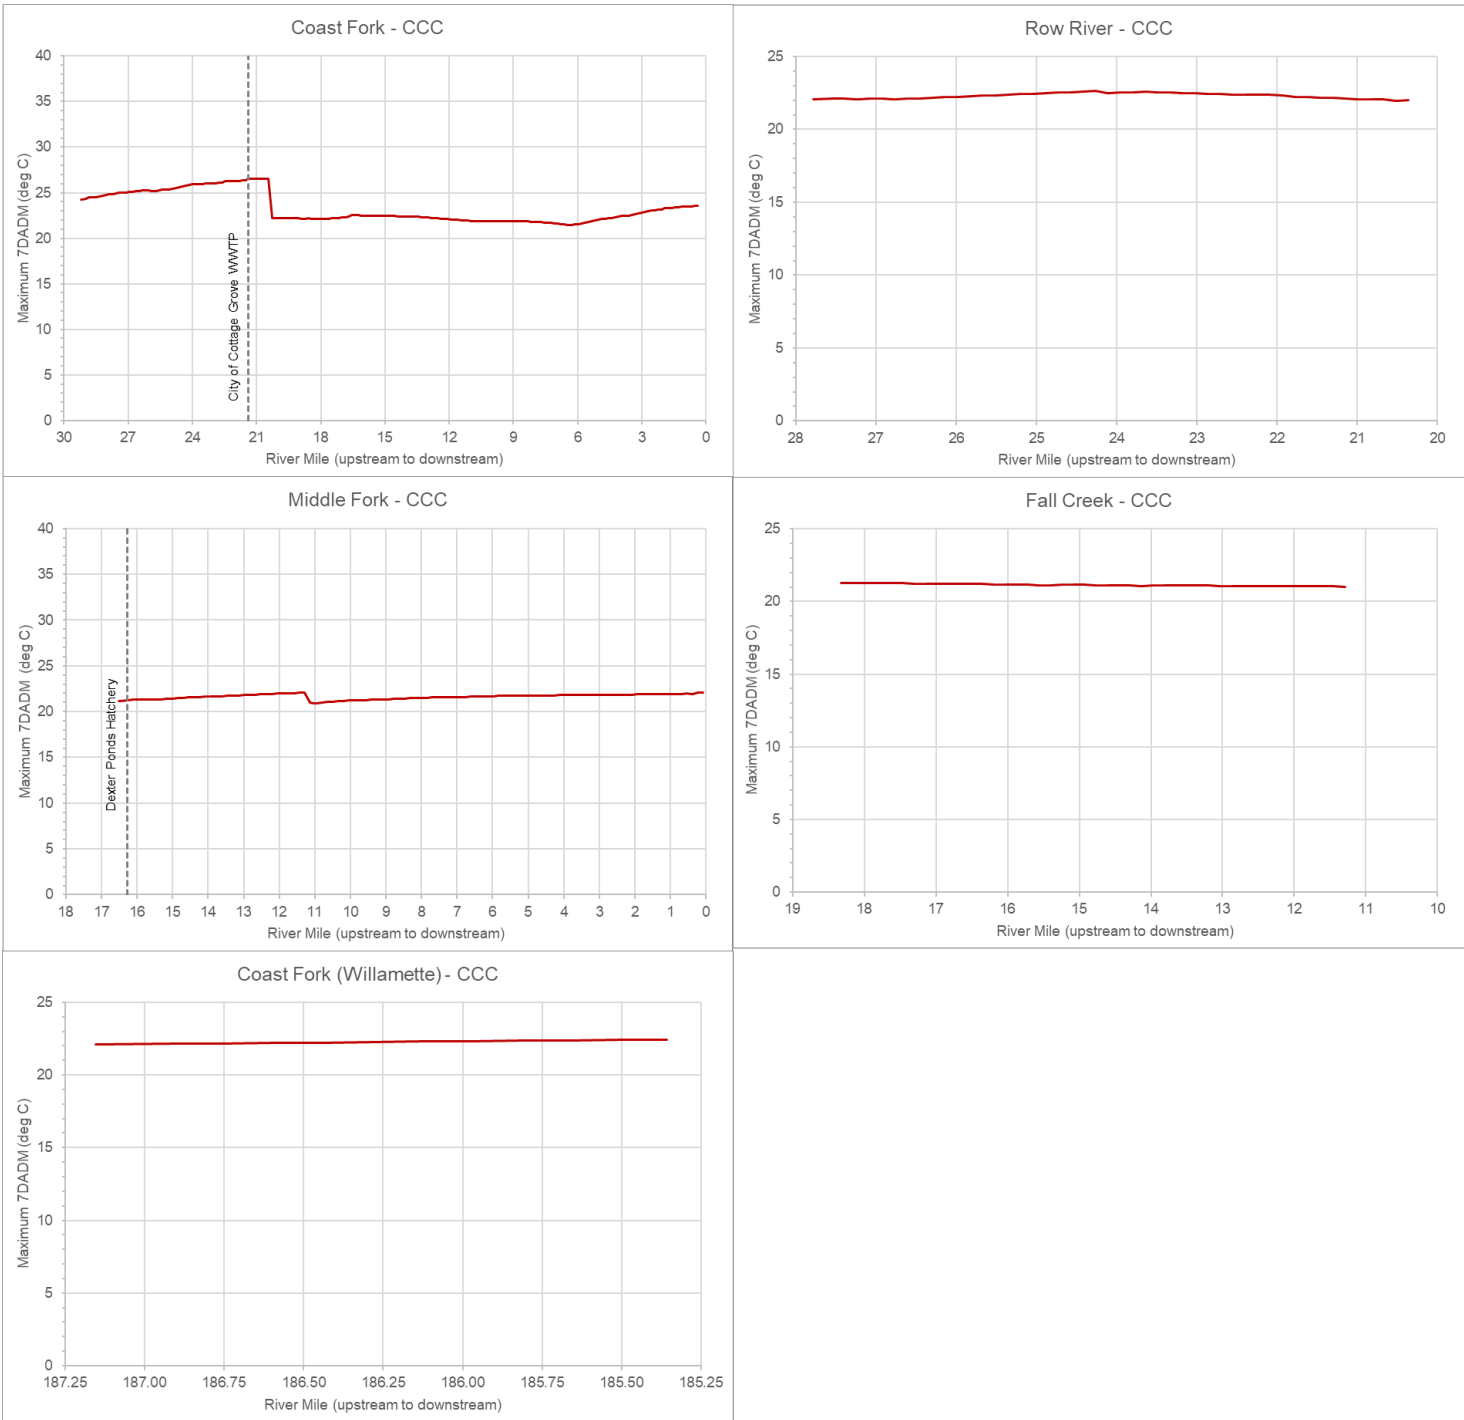 Coast Fork - CCC
Maximum 7DADM (deg C)
40
35
30
25
20
15
10
5
0
City of Cottage Grove WWTP
30 27 24 21 18 15 12 9 6 3 0
River Mile (upstream to downstream)
Row River - CCC
Maximum 7DADM (deg C)
25
20
15
10
5
0
28 27 26 25 24 23 22 21 20
River Mile (upstream to downstream)
Middle Fork - CCC
Maximum 7DADM (deg C)
40
35
30
25
20
15
10
5
0
Dexter Ponds Hatchery
18 17 16 15 14 13 12 11 10 9 8 7 6 5 4 3 2 1 0
River Mile (upstream to downstream)
Fall Creek - CCC
Maximum 7DADM (deg C)
25
20
15
10
5
0
19 18 17 16 15 14 13 12 11 10
River Mile (upstream to downstream)
Coast Fork (Willamette) - CCC
Maximum 7DADM (deg C)
25
20
15
10
5
0
187.25 187.00 186.75 186.50 186.25 186.00 185.75 185.50 185.25
River Mile (upstream to downstream)